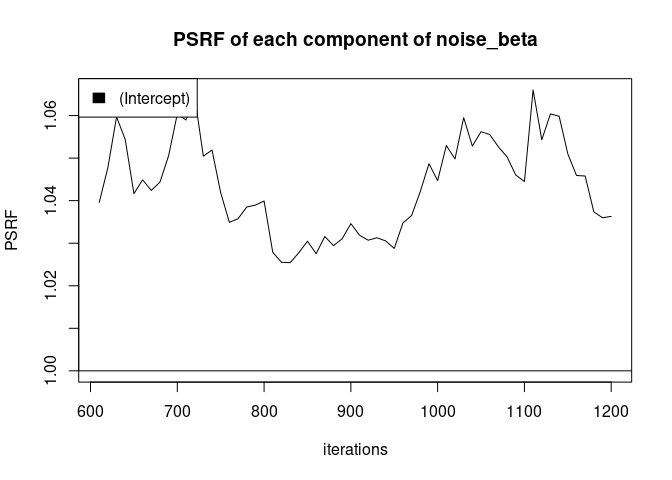 PSRF of each component of noise_beta
(Intercept)
PSRF
1.06
1.04
1.02
1.00
600 700 800 900 1000 1100 1200
iterations